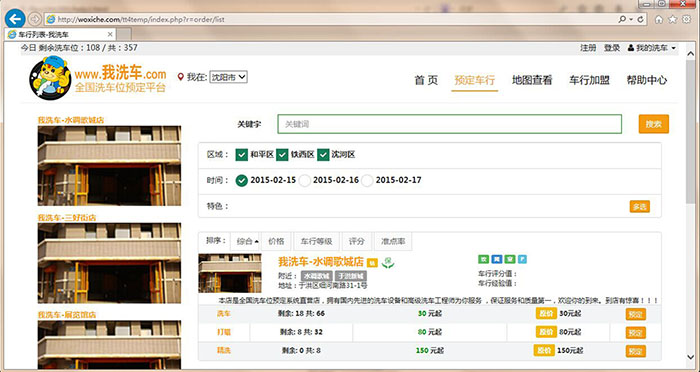 http://woxiche.com/tt4temp/index.php?r=order/list
车行列表-我洗车
今日 剩余洗车位：108 / 共：357
注册 登录 我的洗车
www.我洗车.com
全国洗车位预定平台
我在: 沈阳市
首 页 预定车行 地图查看 车行加盟 帮助中心
我洗车-水调歌城店
我洗车-三好街店
我洗车-展览馆店
关键字 关键词 搜索
区域： 和平区 铁西区 沈河区
时间： 2015-02-15 2015-02-16 2015-02-17
特色： 多选
排序： 综合 价格 车行等级 评分 准点率
我洗车-水调歌城店
附近： 水调歌城 于洪新城
地址：于洪区细河南路31-1号
车行评分值：
车行经验值：
本店是全国洗车位预定系统直营店，拥有国内先进的洗车设备和高级洗车工程师为你服务，保证服务和质量第一，欢迎你的到来。到店有惊喜！！！
洗车 剩余: 18 共: 66 30 元起 原价 30元起 预定
打蜡 剩余: 8 共: 32 80 元起 原价 80元起 预定
精洗 剩余: 0 共: 8 150 元起 原价 150元起 预定